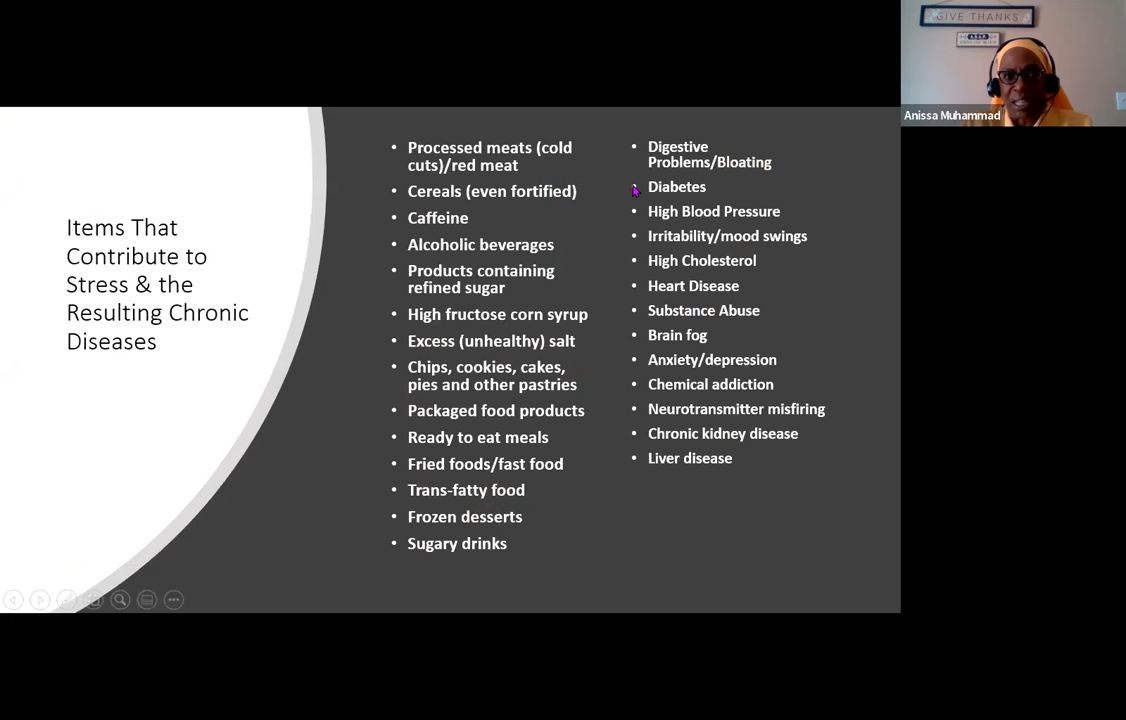 GIVE THANKS
Anissa Muhammad
Items That
Contribute to
Stress & the
Resulting Chronic
Diseases
• Processed meats (cold
cuts)/red meat
• Cereals (even fortified)
• Caffeine
• Alcoholic beverages
• Products containing
refined sugar
• High fructose corn syrup
• Excess (unhealthy) salt
• Chips, cookies, cakes,
pies and other pastries
• Packaged food products
• Ready to eat meals
• Fried foods/fast food
• Trans-fatty food
• Frozen desserts
• Sugary drinks
• Digestive
Problems/Bloating
• Diabetes
• High Blood Pressure
• Irritability/mood swings
• High Cholesterol
• Heart Disease
• Substance Abuse
• Brain fog
• Anxiety/depression
• Chemical addiction
• Neurotransmitter misfiring
• Chronic kidney disease
• Liver disease